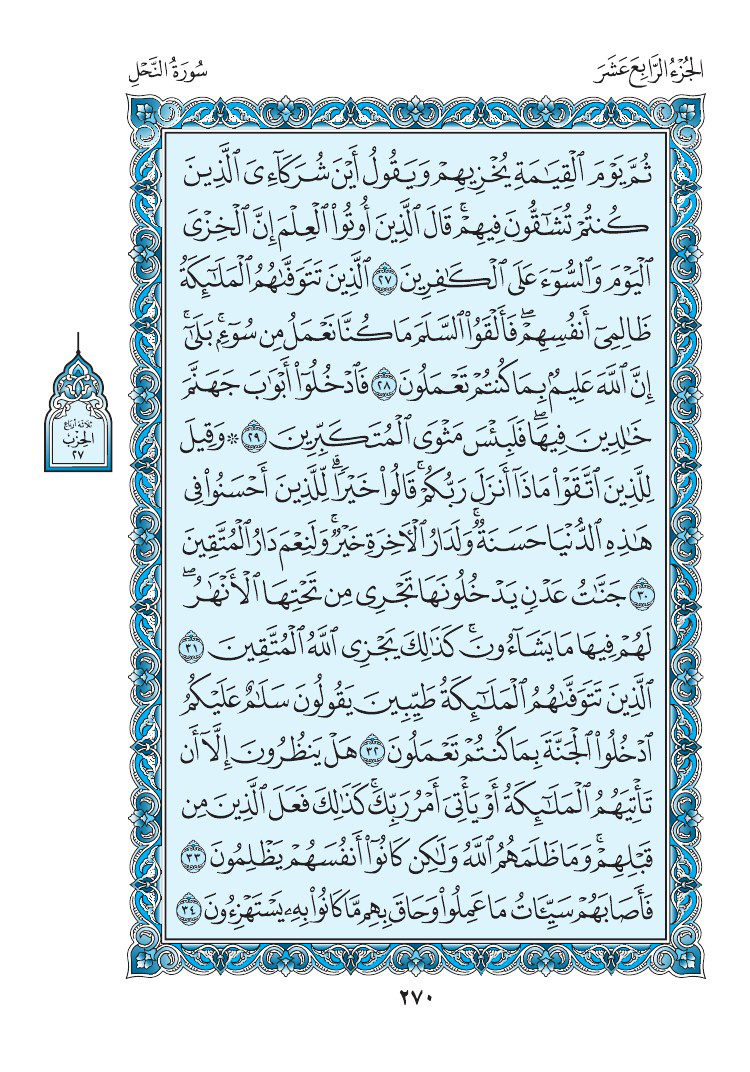 الجُزْءُ الرَّابِعَ عَشَرَ
سُورَةُ النَّحْلِ
ثُمَّ يَوْمَ ٱلْقِيَٰمَةِ يُخْزِيهِمْ وَيَقُولُ أَيْنَ شُرَكَآءِىَ ٱلَّذِينَ
كُنتُمْ تُشَٰٓقُّونَ فِيهِمْ ۚ قَالَ ٱلَّذِينَ أُوتُوا۟ ٱلْعِلْمَ إِنَّ ٱلْخِزْىَ
ٱلْيَوْمَ وَٱلسُّوٓءَ عَلَى ٱلْكَٰفِرِينَ ٢٧ ٱلَّذِينَ تَتَوَفَّىٰهُمُ ٱلْمَلَٰٓئِكَةُ
ظَالِمِىٓ أَنفُسِهِمْ ۖ فَأَلْقَوُا۟ ٱلسَّلَمَ مَا كُنَّا نَعْمَلُ مِن سُوٓءٍۭ ۚ بَلَىٰٓ
إِنَّ ٱللَّهَ عَلِيمٌۢ بِمَا كُنتُمْ تَعْمَلُونَ ٢٨ فَٱدْخُلُوٓا۟ أَبْوَٰبَ جَهَنَّمَ
خَٰلِدِينَ فِيهَا ۖ فَلَبِئْسَ مَثْوَى ٱلْمُتَكَبِّرِينَ ٢٩ ۞ وَقِيلَ
لِلَّذِينَ ٱتَّقَوْا۟ مَاذَآ أَنزَلَ رَبُّكُمْ ۚ قَالُوا۟ خَيْرًا ۗ لِّلَّذِينَ أَحْسَنُوا۟ فِى
هَٰذِهِ ٱلدُّنْيَا حَسَنَةٌ ۚ وَلَدَارُ ٱلْءَاخِرَةِ خَيْرٌ ۚ وَلَنِعْمَ دَارُ ٱلْمُتَّقِينَ
٣٠ جَنَّٰتُ عَدْنٍ يَدْخُلُونَهَا تَجْرِى مِن تَحْتِهَا ٱلْأَنْهَٰرُ ۖ
لَهُمْ فِيهَا مَا يَشَآءُونَ ۚ كَذَٰلِكَ يَجْزِى ٱللَّهُ ٱلْمُتَّقِينَ ٣١
ٱلَّذِينَ تَتَوَفَّىٰهُمُ ٱلْمَلَٰٓئِكَةُ طَيِّبِينَ يَقُولُونَ سَلَٰمٌ عَلَيْكُمُ
ٱدْخُلُوا۟ ٱلْجَنَّةَ بِمَا كُنتُمْ تَعْمَلُونَ ٣٢ هَلْ يَنظُرُونَ إِلَّآ أَن
تَأْتِيَهُمُ ٱلْمَلَٰٓئِكَةُ أَوْ يَأْتِىَ أَمْرُ رَبِّكَ ۚ كَذَٰلِكَ فَعَلَ ٱلَّذِينَ مِن
قَبْلِهِمْ ۚ وَمَا ظَلَمَهُمُ ٱللَّهُ وَلَٰكِن كَانُوٓا۟ أَنفُسَهُمْ يَظْلِمُونَ ٣٣
فَأَصَابَهُمْ سَيِّـَٔاتُ مَا عَمِلُوا۟ وَحَاقَ بِهِم مَّا كَانُوا۟ بِهِۦ يَسْتَهْزِءُونَ ٣٤
ثلاثة أرباع
الحزب
٢٧
٢٧٠